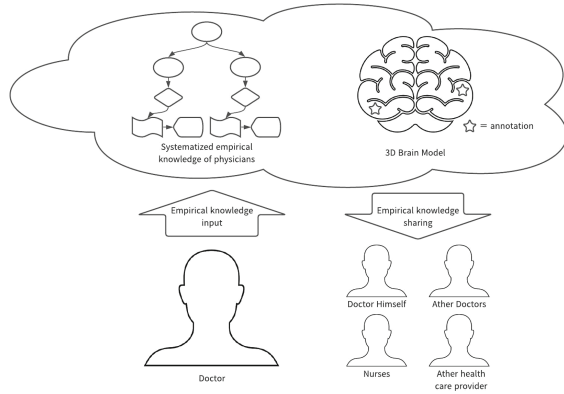 Systematized empirical
knowledge of physicians
= annotation
3D Brain Model
Empirical knowledge
input
Empirical knowledge
sharing
Doctor
Doctor Himself
Ather Doctors
Nurses
Ather health
care provider